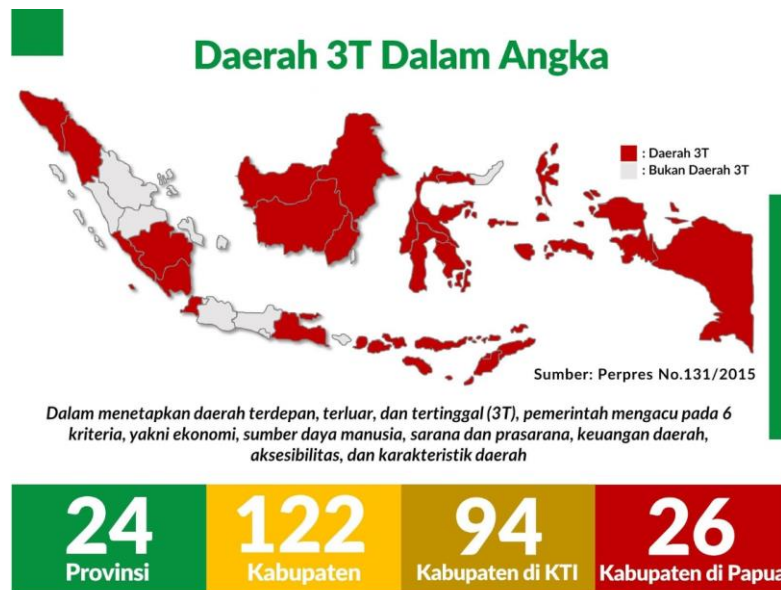 Daerah 3T Dalam Angka
: Daerah 3T
: Bukan Daerah 3T
Sumber: Perpres No.131/2015
Dalam menetapkan daerah terdepan, terluar, dan tertinggal (3T), pemerintah mengacu pada 6
kriteria, yakni ekonomi, sumber daya manusia, sarana dan prasarana, keuangan daerah,
aksesibilitas, dan karakteristik daerah
24
Provinsi
122
Kabupaten
94
Kabupaten di KTI
26
Kabupaten di Papua